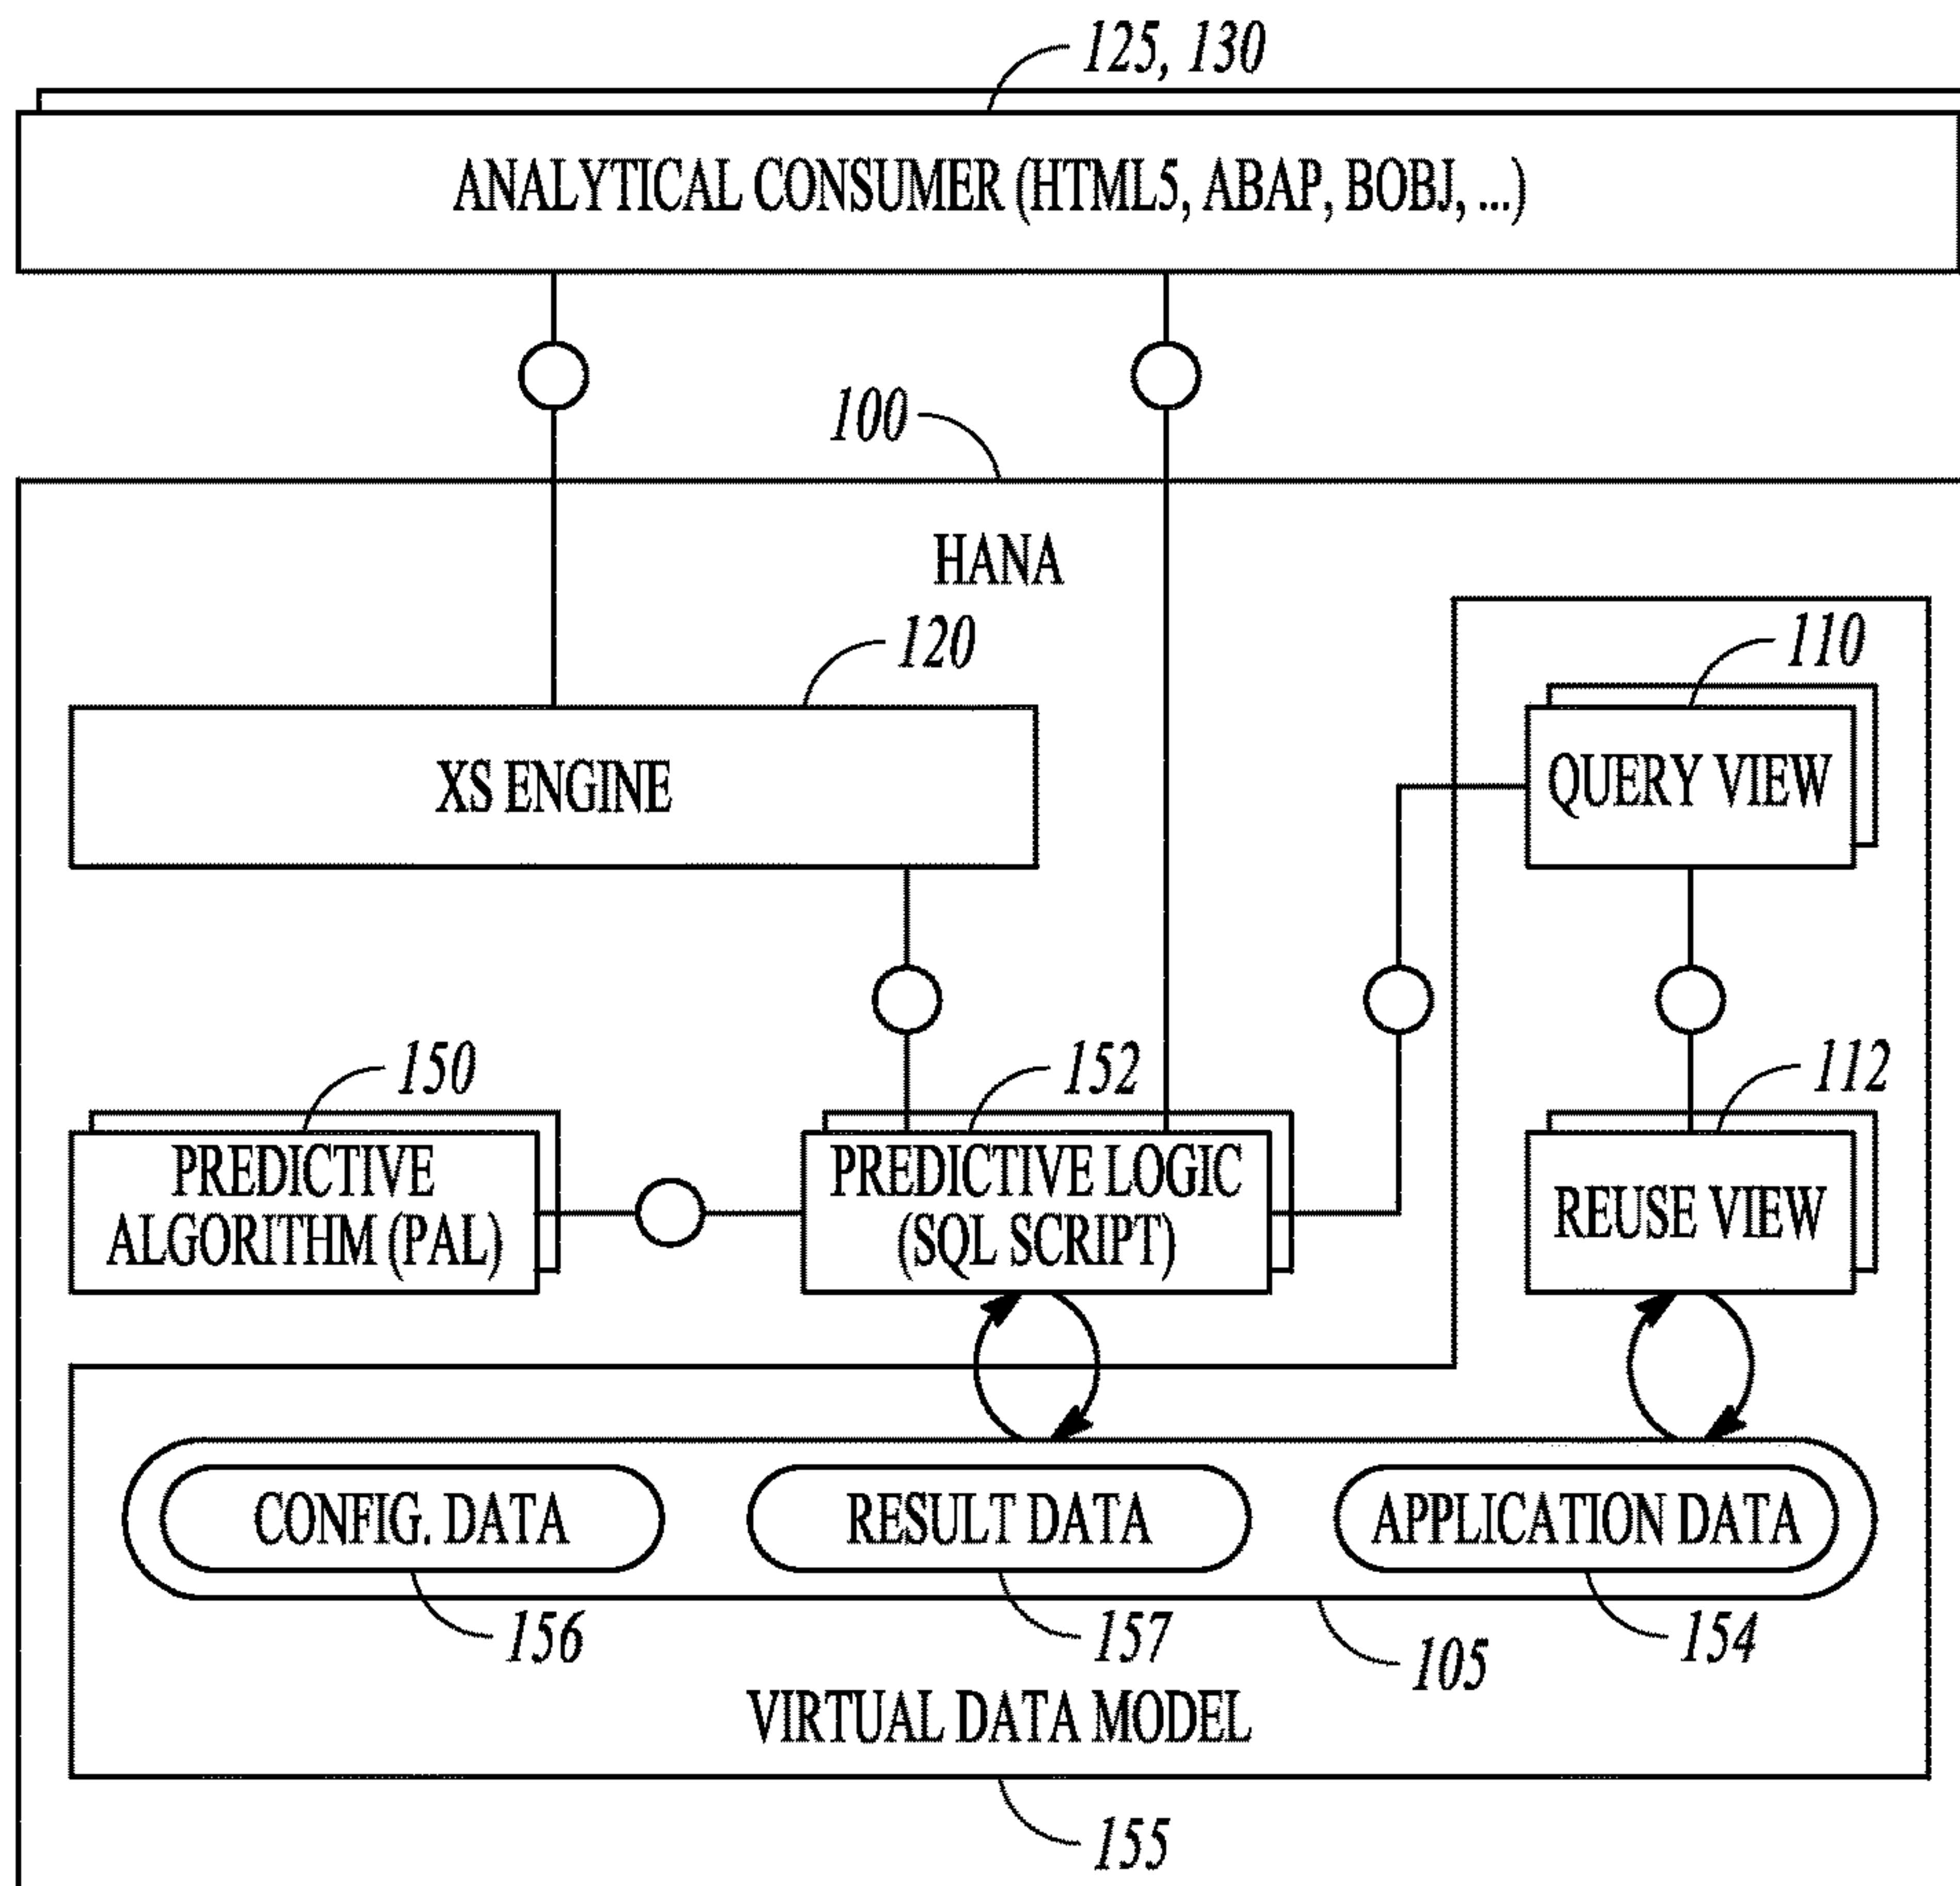 125, 130
ANALYTICAL CONSUMER (HTML5, ABAP, BOBJ, ...)
100
HANA
120
110
XS ENGINE
QUERY VIEW
150
152
112
PREDICTIVE
ALGORITHM (PAL)
PREDICTIVE LOGIC
(SQL SCRIPT)
REUSE VIEW
CONFIG. DATA
RESULT DATA
APPLICATION DATA
156
157
105
154
VIRTUAL DATA MODEL
155